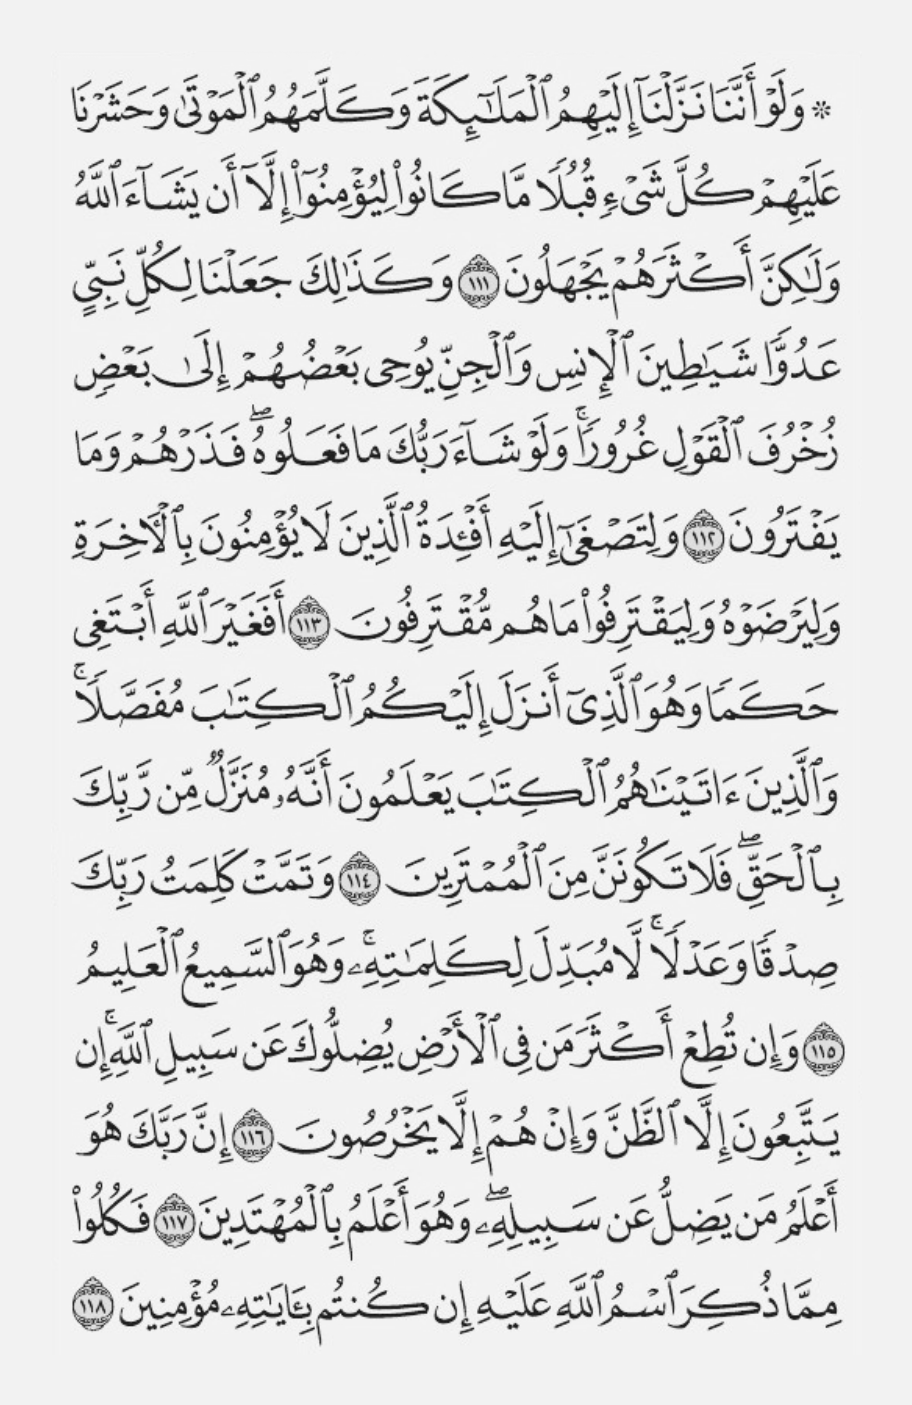 ۞ وَلَوْ أَنَّنَا نَزَّلْنَآ إِلَيْهِمُ ٱلْمَلَـٰٓئِكَةَ وَكَلَّمَهُمُ ٱلْمَوْتَىٰ وَحَشَرْنَا
عَلَيْهِمْ كُلَّ شَىْءٍ قُبُلًا مَّا كَانُوا۟ لِيُؤْمِنُوٓا۟ إِلَّآ أَن يَشَآءَ ٱللَّهُ
وَلَـٰكِنَّ أَكْثَرَهُمْ يَجْهَلُونَ ١١١ وَكَذَٰلِكَ جَعَلْنَا لِكُلِّ نَبِىٍّ
عَدُوًّا شَيَـٰطِينَ ٱلْإِنسِ وَٱلْجِنِّ يُوحِى بَعْضُهُمْ إِلَىٰ بَعْضٍ
زُخْرُفَ ٱلْقَوْلِ غُرُورًا ۚ وَلَوْ شَآءَ رَبُّكَ مَا فَعَلُوهُ ۖ فَذَرْهُمْ وَمَا
يَفْتَرُونَ ١١٢ وَلِتَصْغَىٰٓ إِلَيْهِ أَفْـِٔدَةُ ٱلَّذِينَ لَا يُؤْمِنُونَ بِٱلْـَٔاخِرَةِ
وَلِيَرْضَوْهُ وَلِيَقْتَرِفُوا۟ مَا هُم مُّقْتَرِفُونَ ١١٣ أَفَغَيْرَ ٱللَّهِ أَبْتَغِى
حَكَمًا وَهُوَ ٱلَّذِىٓ أَنزَلَ إِلَيْكُمُ ٱلْكِتَـٰبَ مُفَصَّلًا ۚ
وَٱلَّذِينَ ءَاتَيْنَـٰهُمُ ٱلْكِتَـٰبَ يَعْلَمُونَ أَنَّهُۥ مُنَزَّلٌ مِّن رَّبِّكَ
بِٱلْحَقِّ ۖ فَلَا تَكُونَنَّ مِنَ ٱلْمُمْتَرِينَ ١١٤ وَتَمَّتْ كَلِمَتُ رَبِّكَ
صِدْقًا وَعَدْلًا ۚ لَّا مُبَدِّلَ لِكَلِمَـٰتِهِۦ ۚ وَهُوَ ٱلسَّمِيعُ ٱلْعَلِيمُ
١١٥ وَإِن تُطِعْ أَكْثَرَ مَن فِى ٱلْأَرْضِ يُضِلُّوكَ عَن سَبِيلِ ٱللَّهِ ۚ إِن
يَتَّبِعُونَ إِلَّا ٱلظَّنَّ وَإِنْ هُمْ إِلَّا يَخْرُصُونَ ١١٦ إِنَّ رَبَّكَ هُوَ
أَعْلَمُ مَن يَضِلُّ عَن سَبِيلِهِۦ ۖ وَهُوَ أَعْلَمُ بِٱلْمُهْتَدِينَ ١١٧ فَكُلُوا۟
مِمَّا ذُكِرَ ٱسْمُ ٱللَّهِ عَلَيْهِ إِن كُنتُم بِـَٔايَـٰتِهِۦ مُؤْمِنِينَ ١١٨